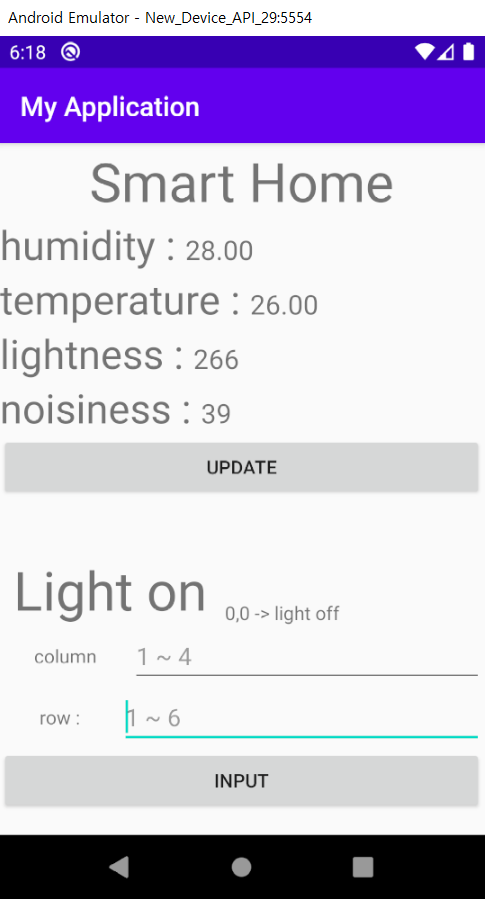 Android Emulator - New_Device_API_29:5554
6:18
My Application
Smart Home
humidity : 28.00
temperature : 26.00
lightness : 266
noisiness : 39
UPDATE
Light on 0,0 -> light off
column 1 ~ 4
row : 1 ~ 6
INPUT